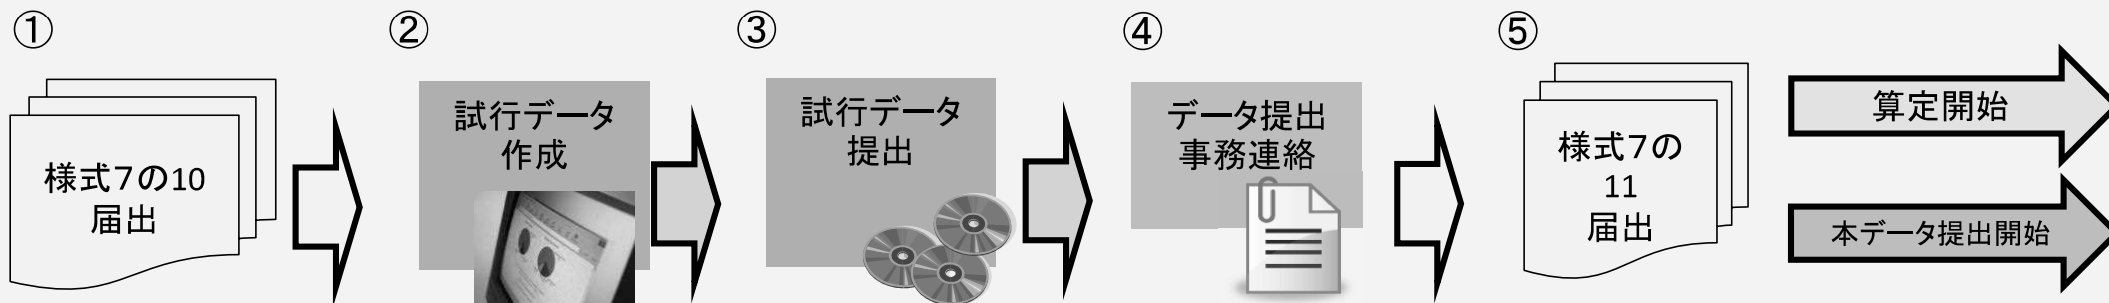 ①
様式7の10
届出
②
試行データ
作成
③
試行データ
提出
④
データ提出
事務連絡
⑤
様式7の
11
届出
算定開始
本データ提出開始